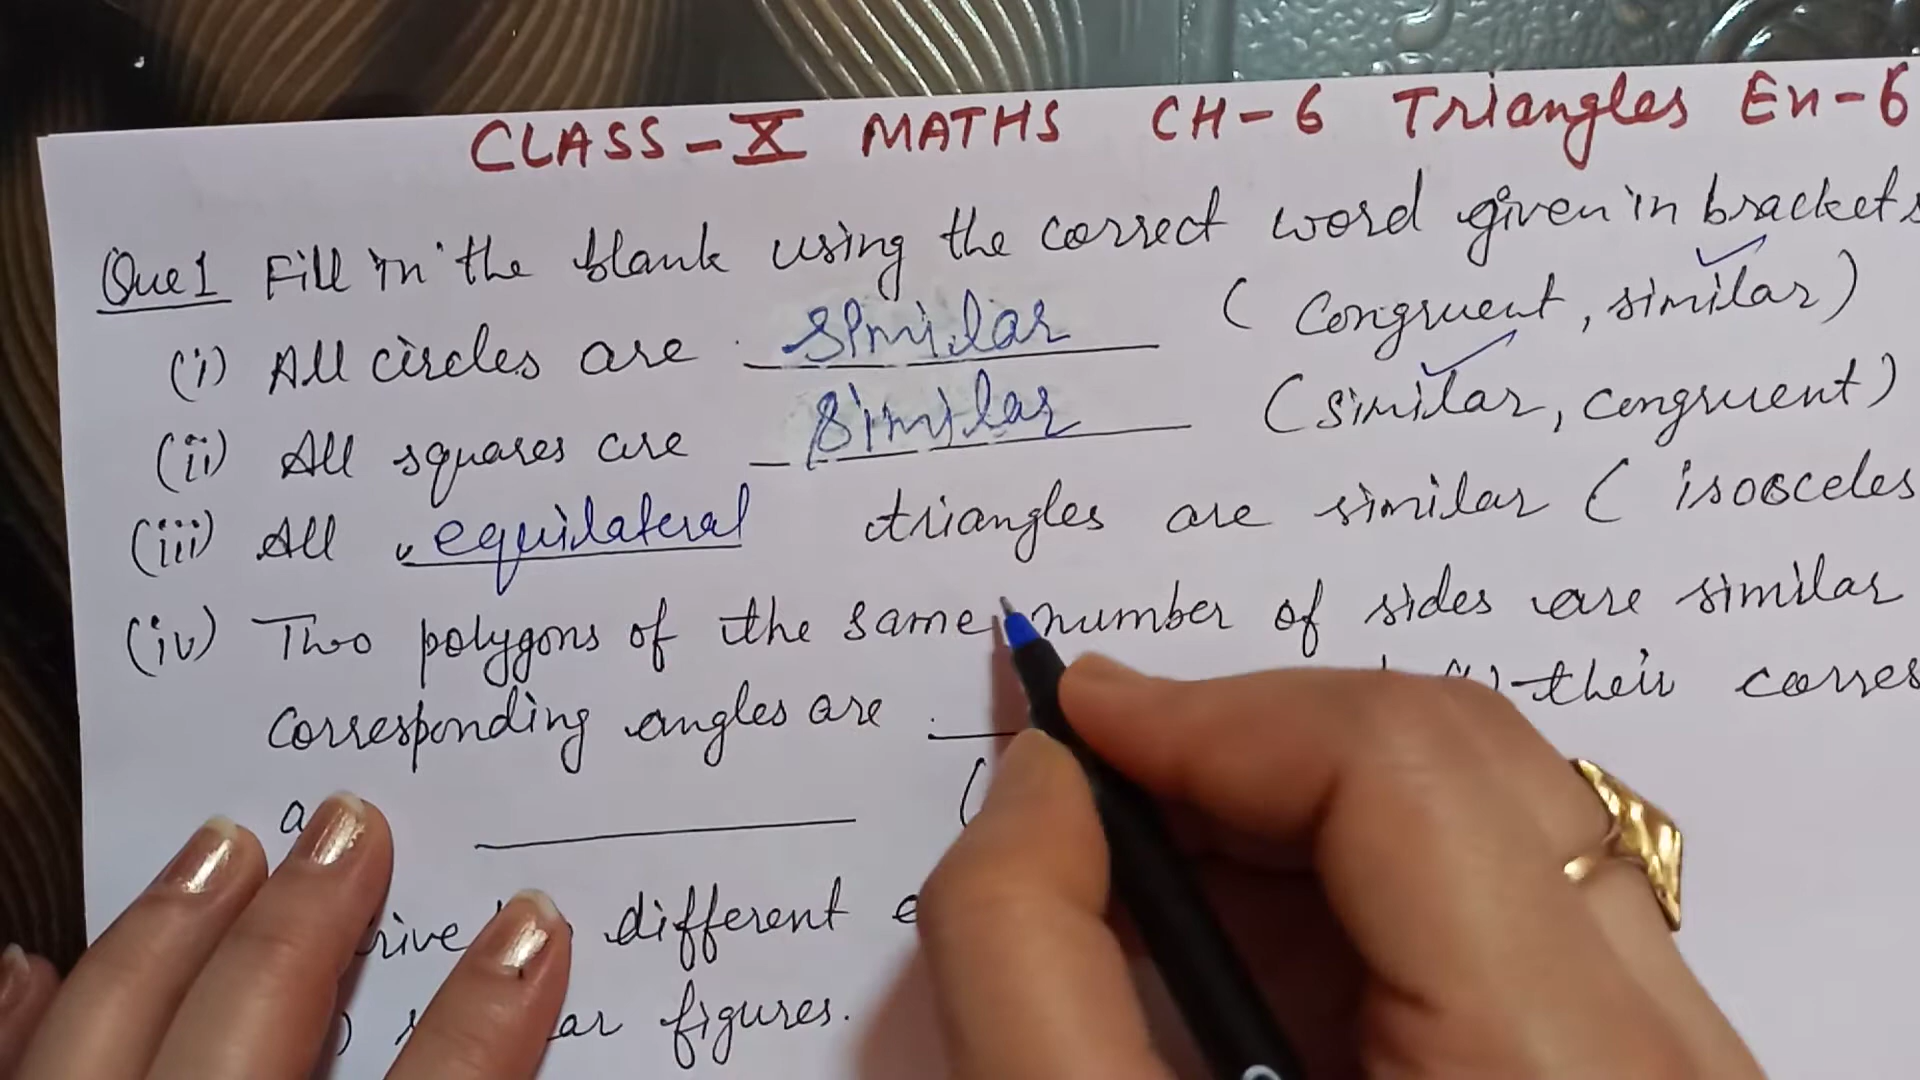 CLASS-X MATHS CH-6 Triangles Ex-6
Que1 Fill in the blank using the correct word given in brackets
(i) All circles are similar (congruent, similar)
(ii) All squares are similar (similar, congruent)
(iii) All equilateral triangles are similar (isosceles
(iv) Two polygons of the same number of sides are similar
corresponding angles are their corres
different
figures.